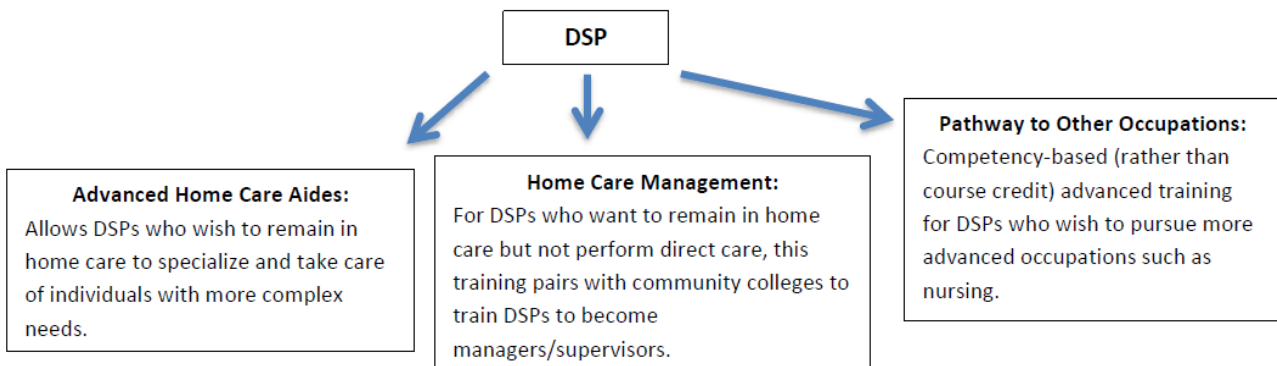 DSP
Advanced Home Care Aides:
Allows DSPs who wish to remain in
home care to specialize and take care
of individuals with more complex
needs.
Home Care Management:
For DSPs who want to remain in home
care but not perform direct care, this
training pairs with community colleges to
train DSPs to become
managers/supervisors.
Pathway to Other Occupations:
Competency-based (rather than
course credit) advanced training
for DSPs who wish to pursue more
advanced occupations such as
nursing.